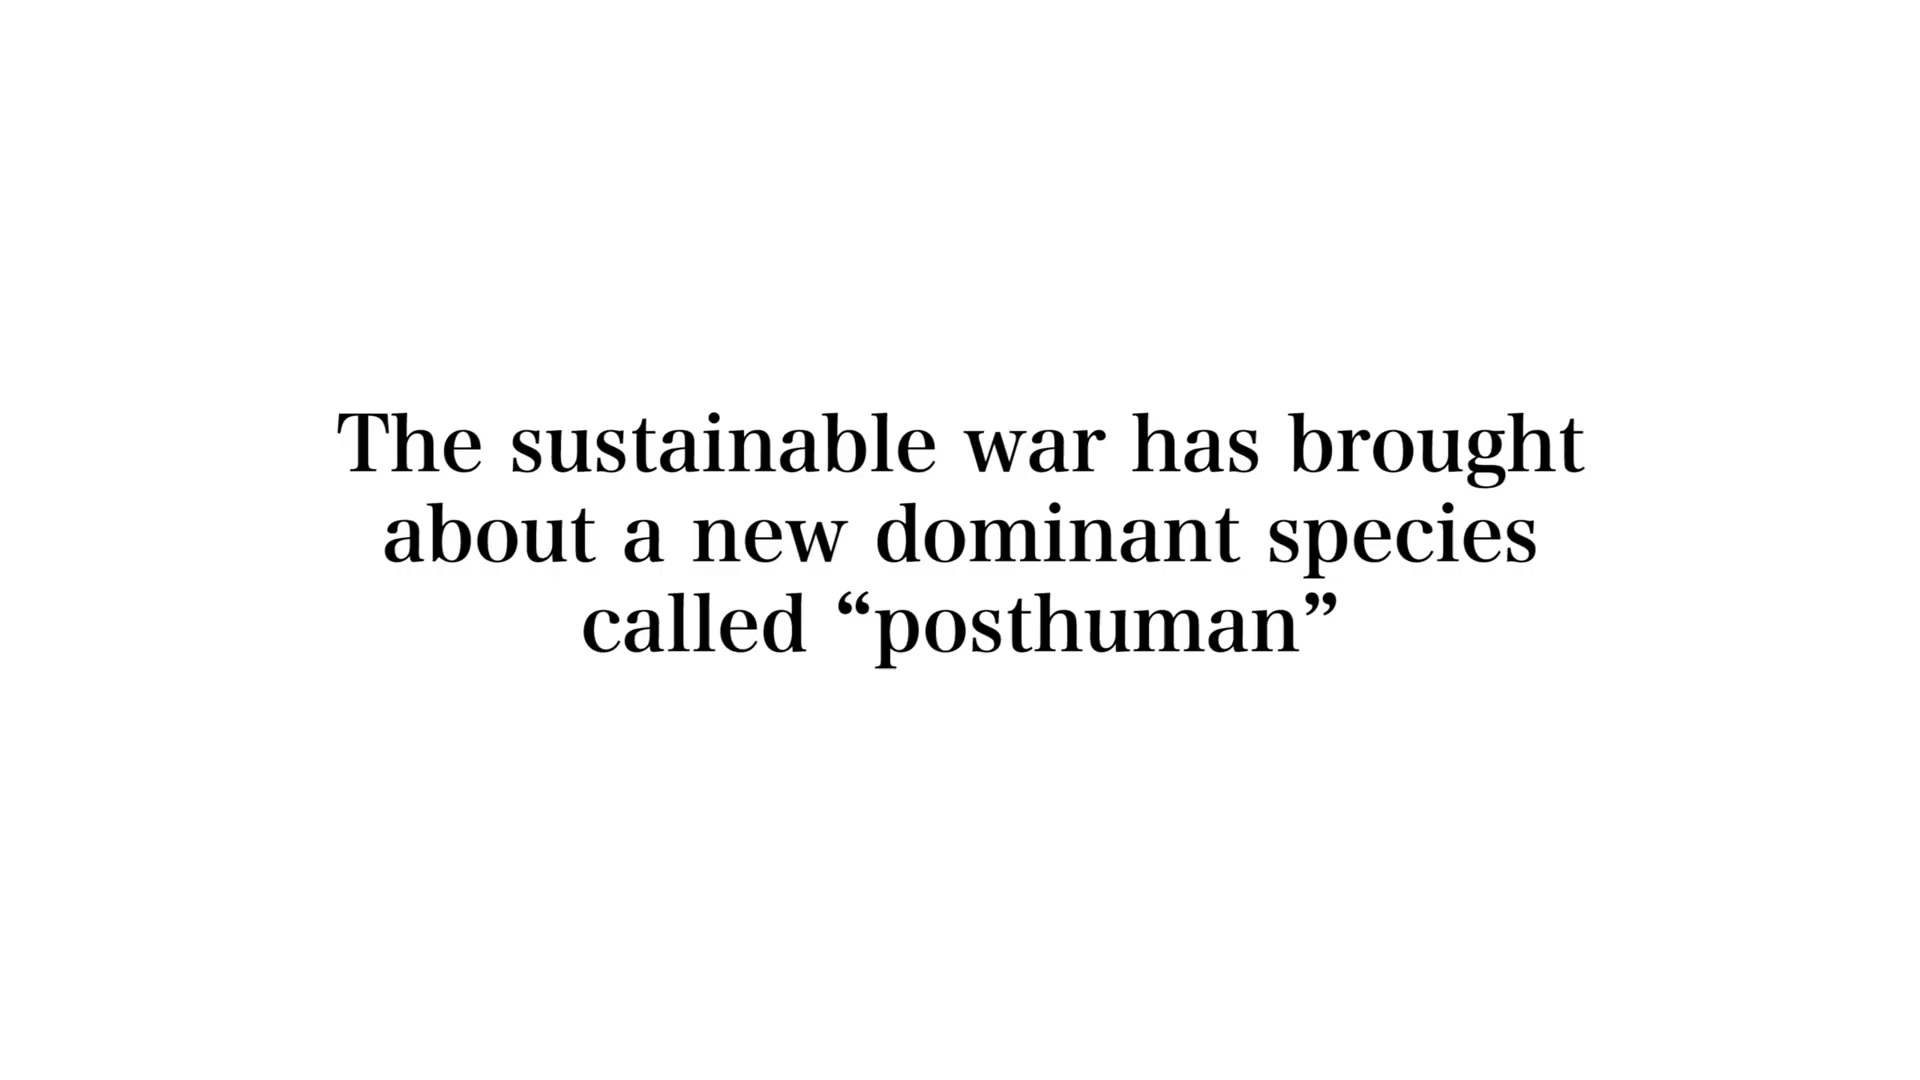 The sustainable war has brought
about a new dominant species
called “posthuman”